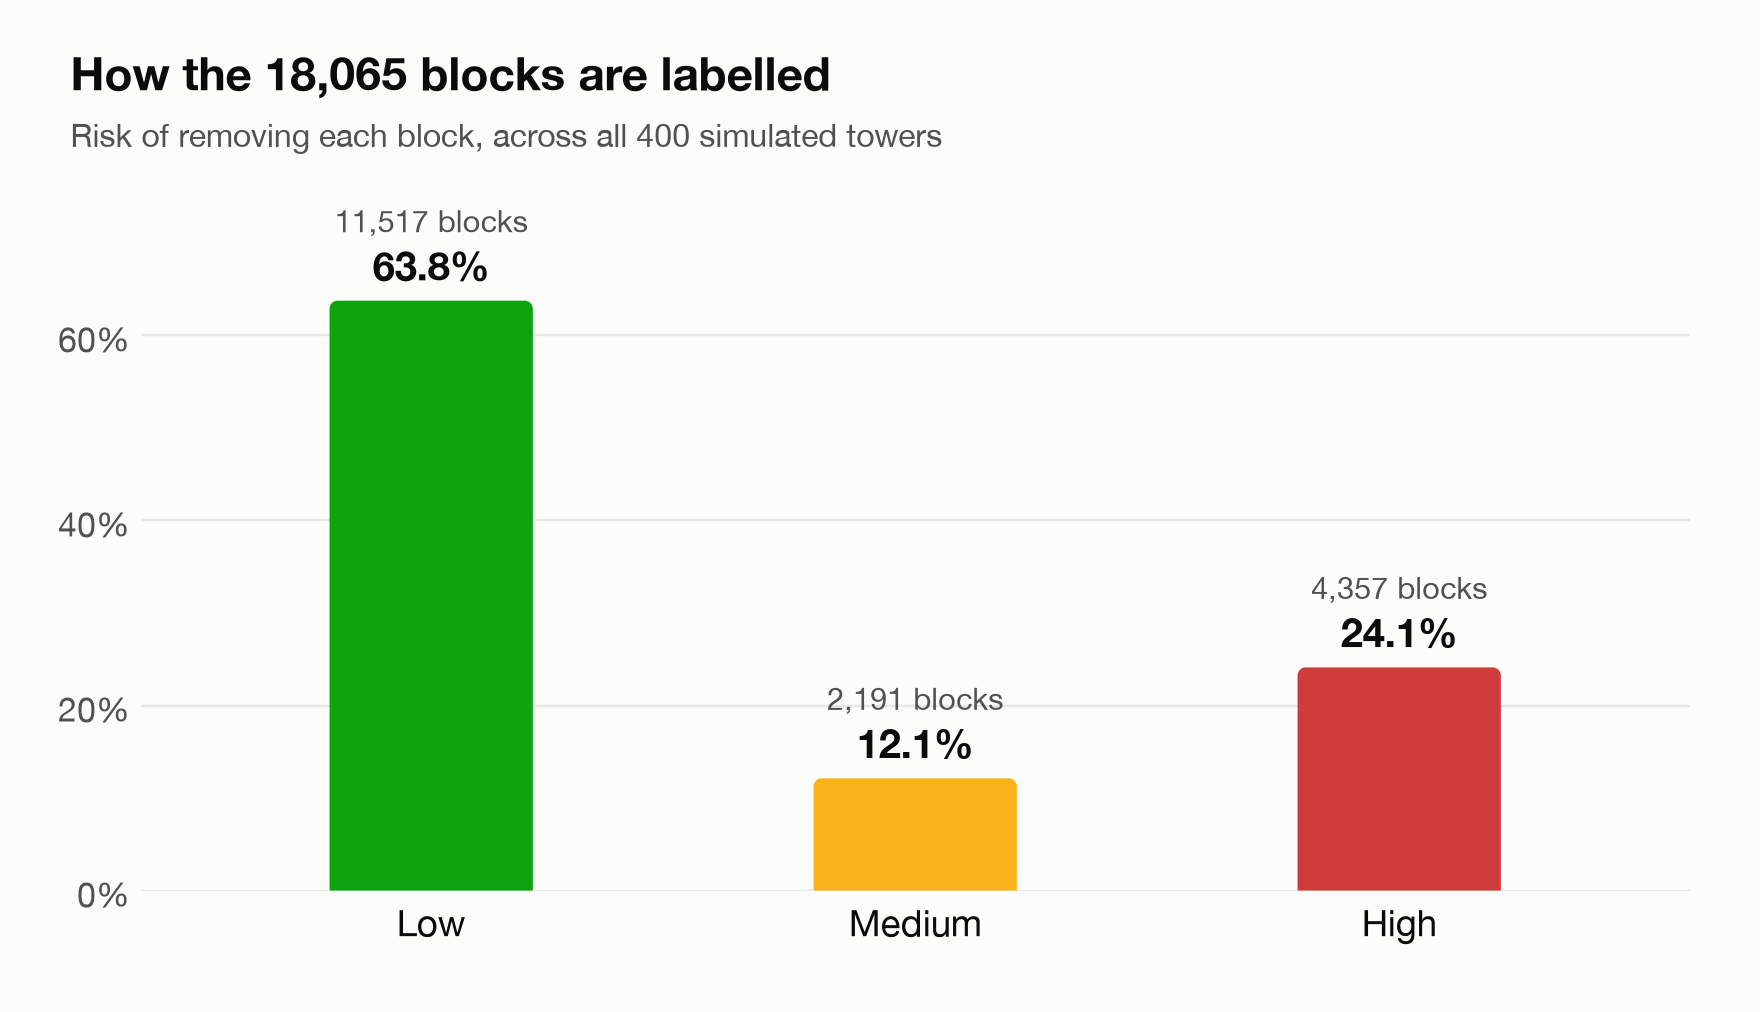 How the 18,065 blocks are labelled
Risk of removing each block, across all 400 simulated towers
11,517 blocks
63.8%
60%
40%
4,357 blocks
24.1%
2,191 blocks
20%
12.1%
0%
Low
Medium
High